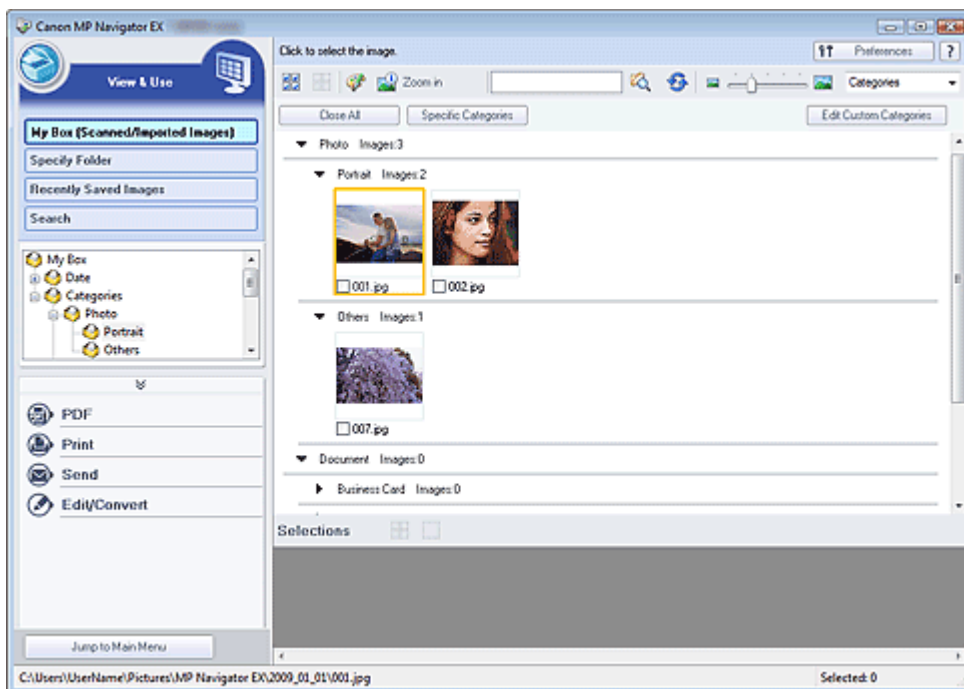 Canon MP Navigator EX
View & Use
My Box (Scanned/Imported Images)
Specify Folder
Recently Saved Images
Search
My Box
Date
Categories
Photo
Portrait
Others
PDF
Print
Send
Edit/Convert
Jump to Main Menu
Click to select the image.
Preferences
?
Zoom in
Categories
Close All
Specific Categories
Edit Custom Categories
Photo Images:3
Portrait Images:2
001.jpg
002.jpg
Others Images:1
007.jpg
Document Images:0
Business Card Images:0
Selections
C:\Users\UserName\Pictures\MP Navigator EX\2009_01_01\001.jpg
Selected: 0